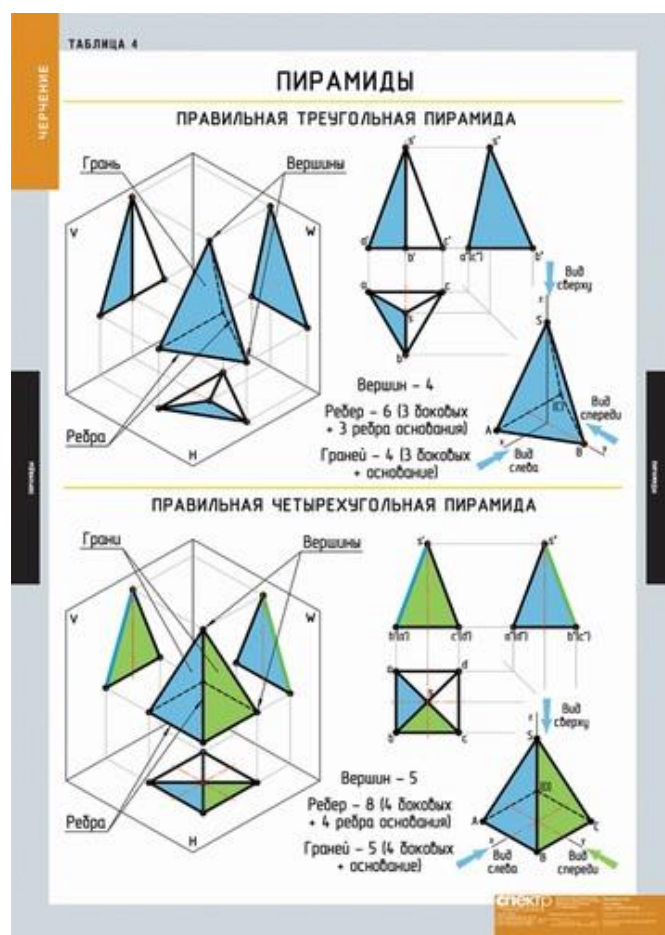 ТАБЛИЦА 4
ЧЕРЧЕНИЕ
ПИРАМИДЫ
ПРАВИЛЬНАЯ ТРЕУГОЛЬНАЯ ПИРАМИДА
Грань
Вершины
V
W
H
Ребра
s' s"
a' b' c' a"(c") b"
a c
s
b
Вид
сверху
z
S
(C)
A
B
x
y
Вид
спереди
Вид
слева
Вершин – 4
Ребер – 6 (3 боковых
+ 3 ребра основания)
Граней – 4 (3 боковых
+ основание)
пирамиды
пирамиды
ПРАВИЛЬНАЯ ЧЕТЫРЕХУГОЛЬНАЯ ПИРАМИДА
Грани
Вершины
V
W
H
Ребра
s' s"
b'(a') c'(d') a"(d") b"(c")
a d
s
b c
Вид
сверху
z
S
(D)
A
C
B
x
y
Вид
слева
Вид
спереди
Вершин – 5
Ребер – 8 (4 боковых
+ 4 ребра основания)
Граней – 5 (4 боковых
+ основание)
спектр